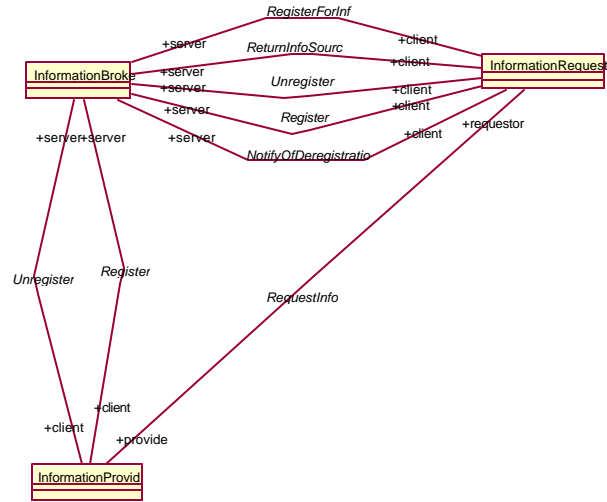 RegisterForInf
+server
+client
ReturnInfoSourc
InformationBroke
InformationRequest
+server
+client
+server
Unregister
+client
+server
Register
+client
+requestor
+server
+server
+server
NotifyOfDeregistratio
+client
Unregister
Register
RequestInfo
+client
+client
+provide
InformationProvid